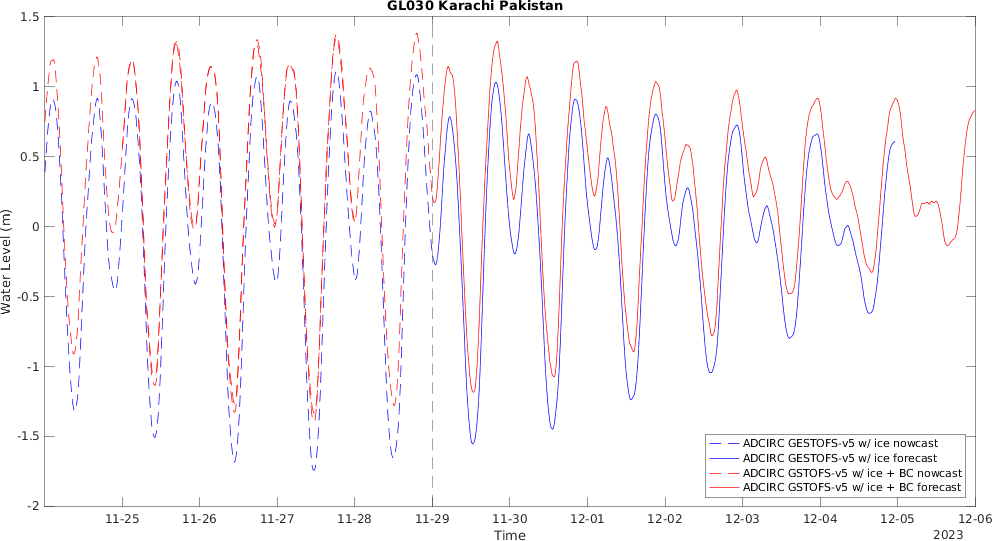 GL030 Karachi Pakistan
1.5
1
0.5
0
-0.5
-1
-1.5
-2
Water Level (m)
11-25 11-26 11-27 11-28 11-29 11-30 12-01 12-02 12-03 12-04 12-05 12-06
Time
2023
ADCIRC GESTOFS-v5 w/ ice nowcast
ADCIRC GESTOFS-v5 w/ ice forecast
ADCIRC GSTOFS-v5 w/ ice + BC nowcast
ADCIRC GSTOFS-v5 w/ ice + BC forecast